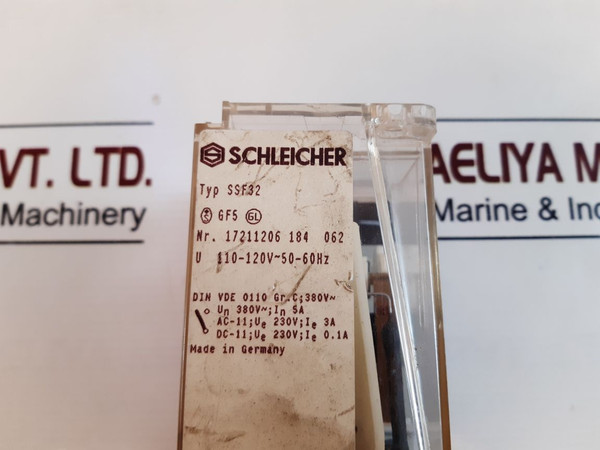 SCHLEICHER
Typ SSF32
GF5 GL
Nr. 17211206 184 062
U 110-120V~50-60Hz
DIN VDE 0110 Gr.C;380V~
Un 380V~;In 5A
AC-11;Ue 230V;Ie 3A
DC-11;Ue 230V;Ie 0.1A
Made in Germany
VT. LTD.
Machinery
AELIYA M
Marine & Ind